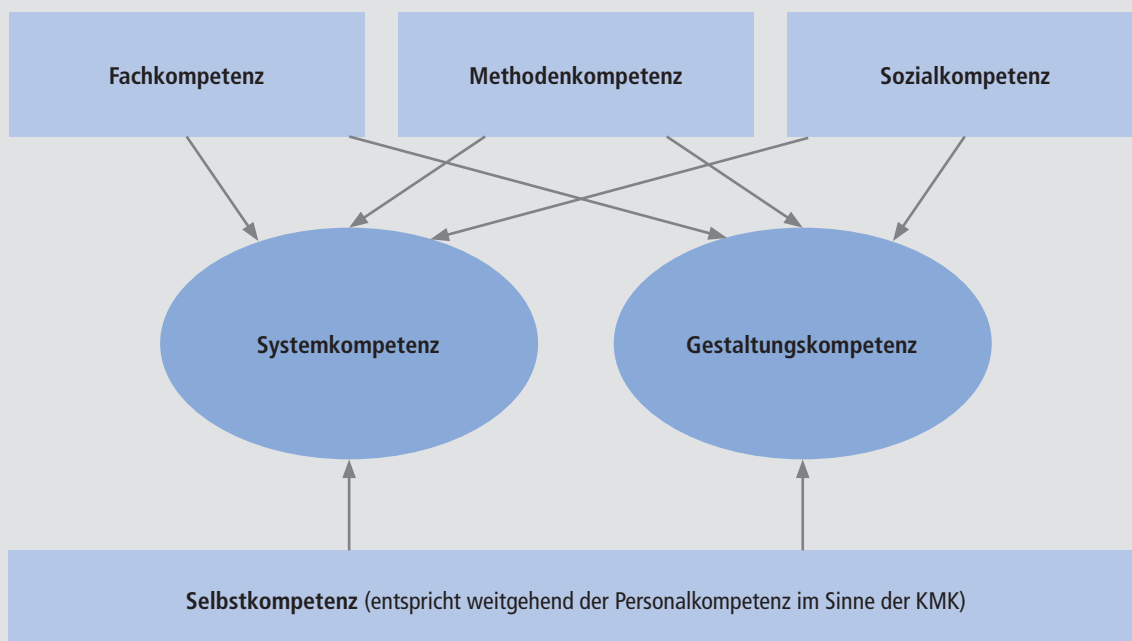 Fachkompetenz
Methodenkompetenz
Sozialkompetenz
Systemkompetenz
Gestaltungskompetenz
Selbstkompetenz (entspricht weitgehend der Personalkompetenz im Sinne der KMK)